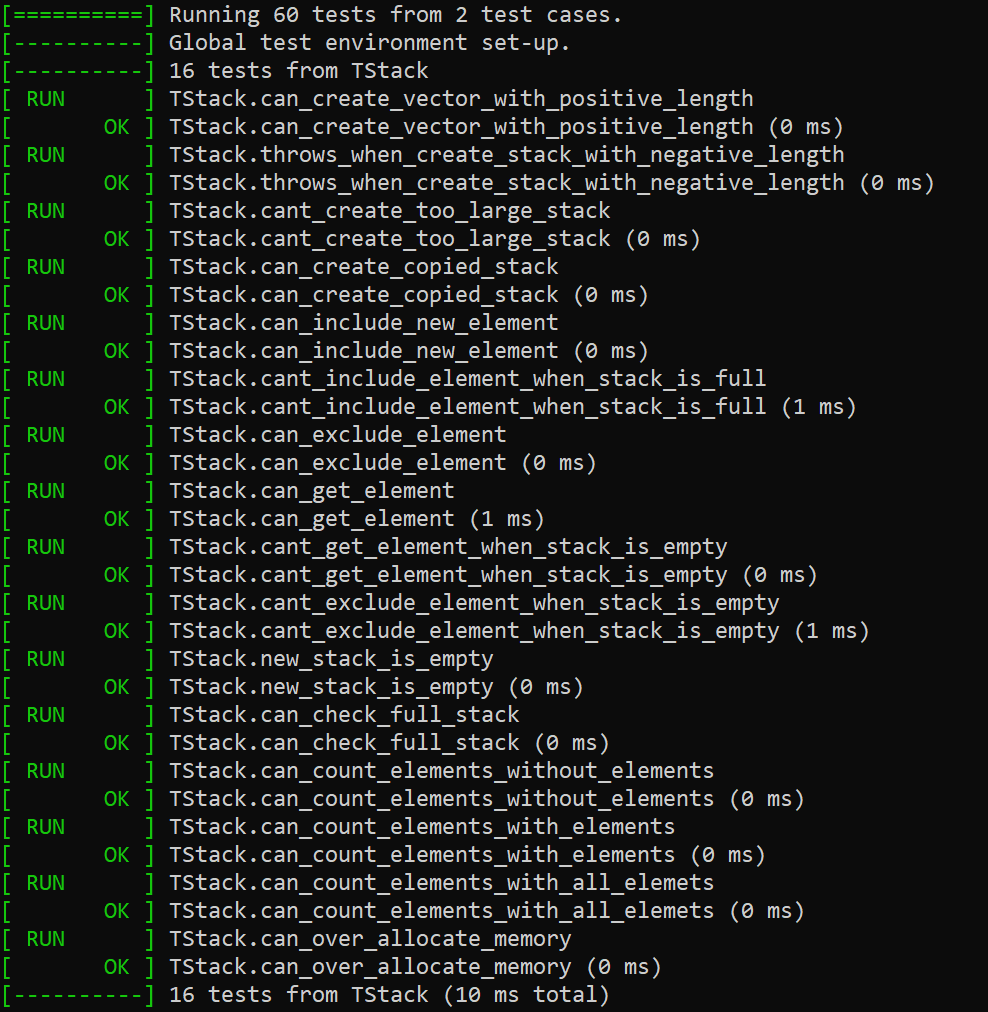 [==========] Running 60 tests from 2 test cases.
[----------] Global test environment set-up.
[----------] 16 tests from TStack
[ RUN      ] TStack.can_create_vector_with_positive_length
[       OK ] TStack.can_create_vector_with_positive_length (0 ms)
[ RUN      ] TStack.throws_when_create_stack_with_negative_length
[       OK ] TStack.throws_when_create_stack_with_negative_length (0 ms)
[ RUN      ] TStack.cant_create_too_large_stack
[       OK ] TStack.cant_create_too_large_stack (0 ms)
[ RUN      ] TStack.can_create_copied_stack
[       OK ] TStack.can_create_copied_stack (0 ms)
[ RUN      ] TStack.can_include_new_element
[       OK ] TStack.can_include_new_element (0 ms)
[ RUN      ] TStack.cant_include_element_when_stack_is_full
[       OK ] TStack.cant_include_element_when_stack_is_full (1 ms)
[ RUN      ] TStack.can_exclude_element
[       OK ] TStack.can_exclude_element (0 ms)
[ RUN      ] TStack.can_get_element
[       OK ] TStack.can_get_element (1 ms)
[ RUN      ] TStack.cant_get_element_when_stack_is_empty
[       OK ] TStack.cant_get_element_when_stack_is_empty (0 ms)
[ RUN      ] TStack.cant_exclude_element_when_stack_is_empty
[       OK ] TStack.cant_exclude_element_when_stack_is_empty (1 ms)
[ RUN      ] TStack.new_stack_is_empty
[       OK ] TStack.new_stack_is_empty (0 ms)
[ RUN      ] TStack.can_check_full_stack
[       OK ] TStack.can_check_full_stack (0 ms)
[ RUN      ] TStack.can_count_elements_without_elements
[       OK ] TStack.can_count_elements_without_elements (0 ms)
[ RUN      ] TStack.can_count_elements_with_elements
[       OK ] TStack.can_count_elements_with_elements (0 ms)
[ RUN      ] TStack.can_count_elements_with_all_elemets
[       OK ] TStack.can_count_elements_with_all_elemets (0 ms)
[ RUN      ] TStack.can_over_allocate_memory
[       OK ] TStack.can_over_allocate_memory (0 ms)
[----------] 16 tests from TStack (10 ms total)